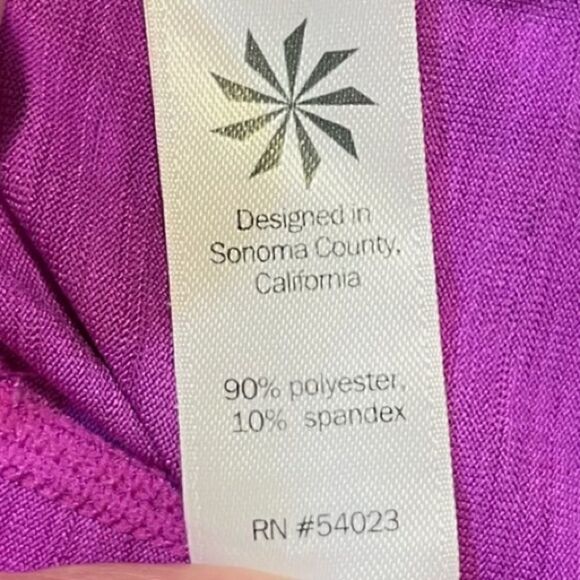 Designed in
Sonoma County,
California
90% polyester,
10% spandex
RN #54023